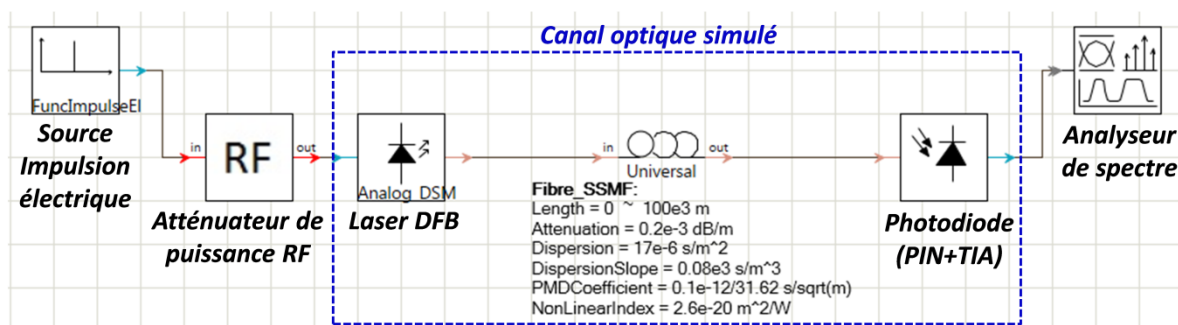 Canal optique simulé
FuncImpulseEl
Source
Impulsion
électrique
in
RF
out
Atténuateur de
puissance RF
Analog_DSM
Laser DFB
in
out
Universal
Fibre_SSMF:
Length = 0 ~ 100e3 m
Attenuation = 0.2e-3 dB/m
Dispersion = 17e-6 s/m^2
DispersionSlope = 0.08e3 s/m^3
PMDCoefficient = 0.1e-12/31.62 s/sqrt(m)
NonLinearIndex = 2.6e-20 m^2/W
Photodiode
(PIN+TIA)
Analyseur
de spectre